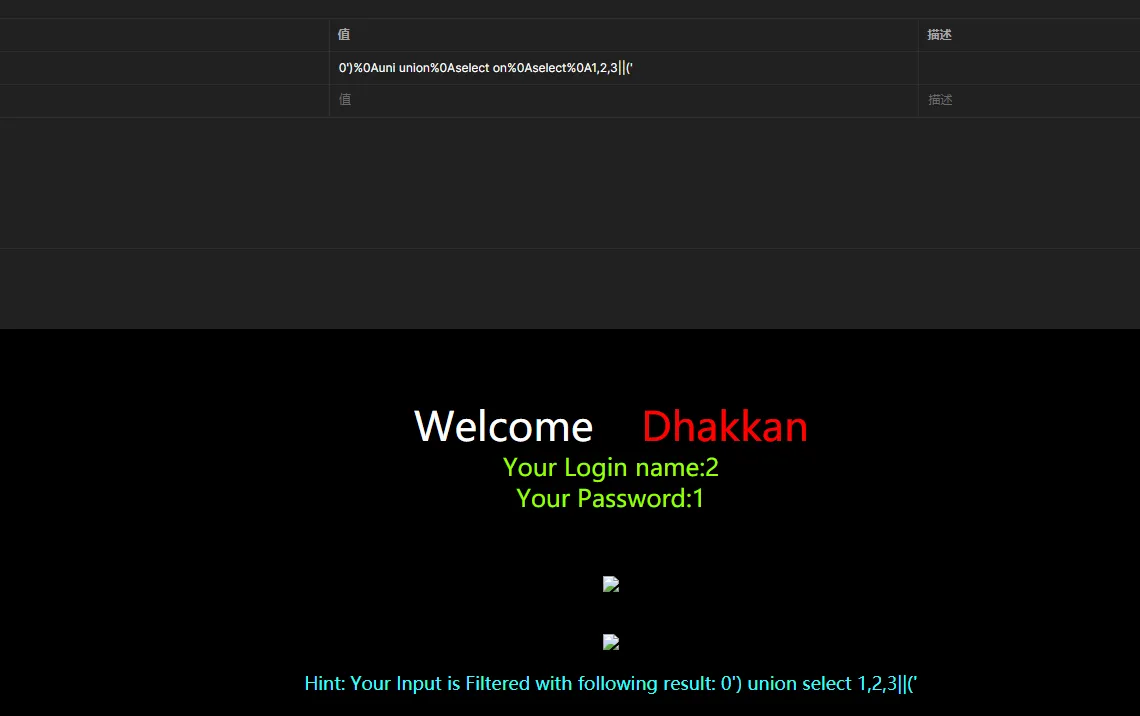 值 描述
0')%0Auni union%0Aselect on%0Aselect%0A1,2,3||('
值 描述
Welcome Dhakkan
Your Login name:2
Your Password:1
Hint: Your Input is Filtered with following result: 0') union select 1,2,3||('